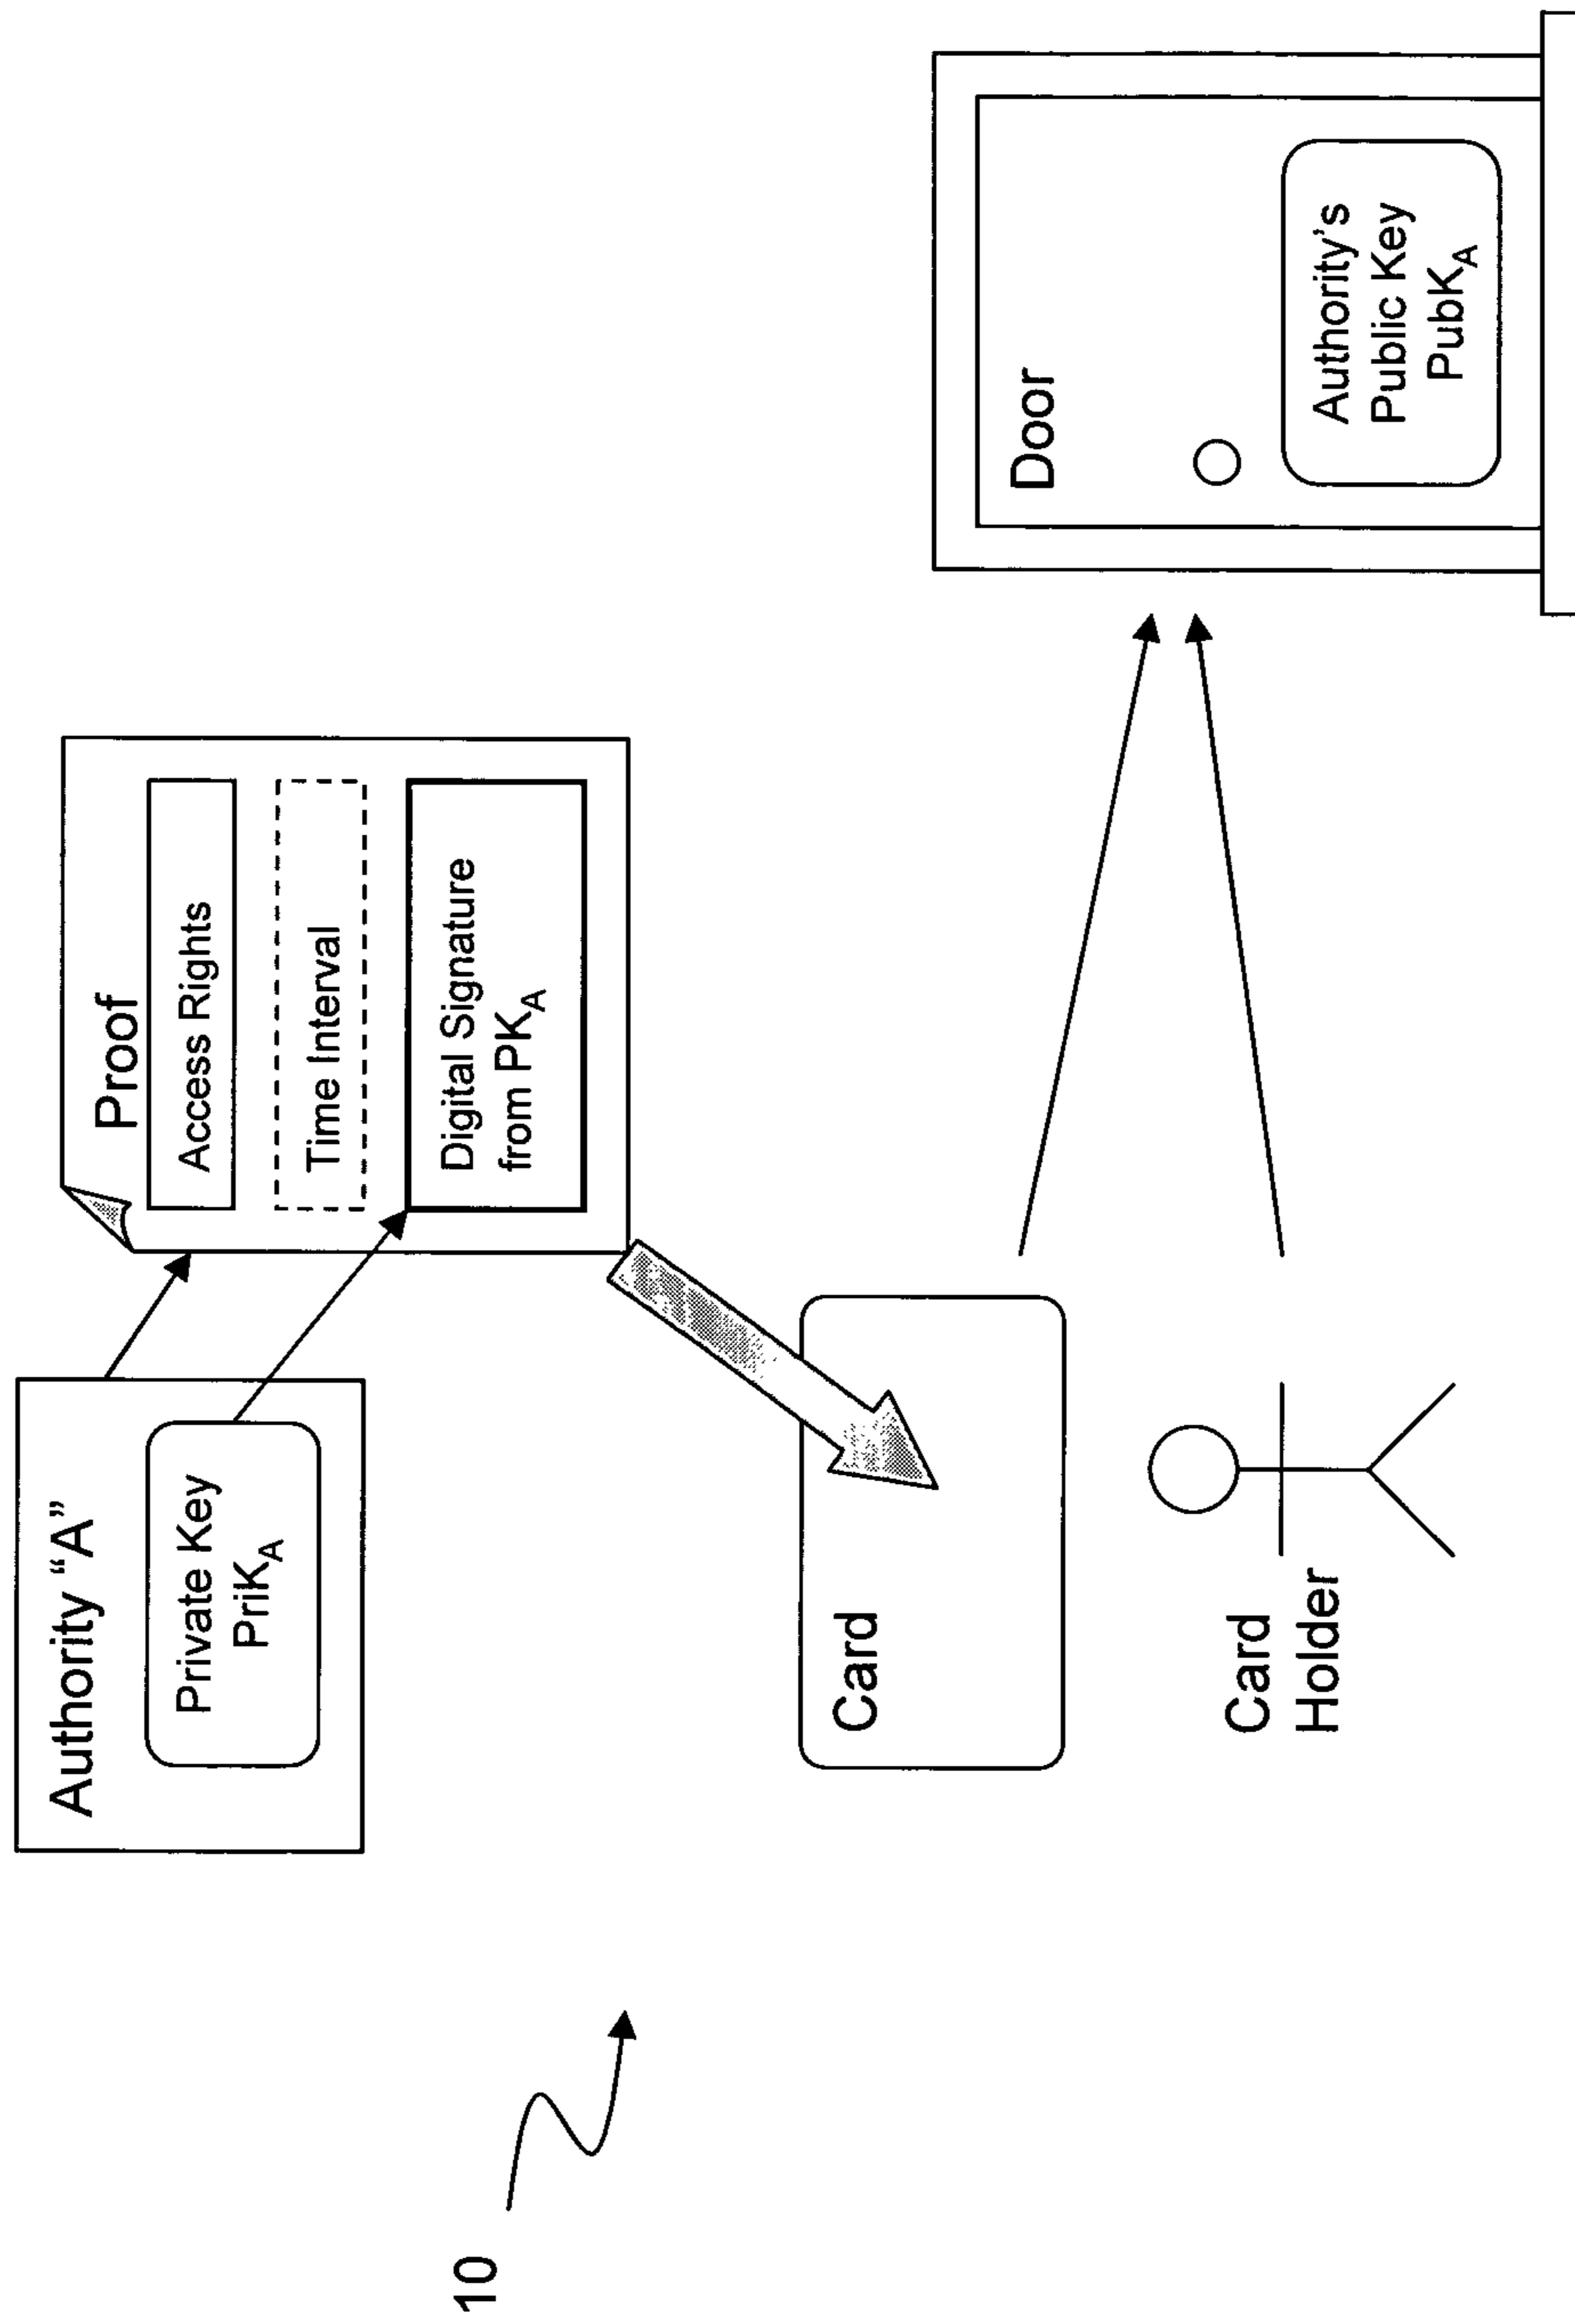 Authority “A”
Private Key
PriK_A
Proof
Access Rights
Time Interval
Digital Signature
from PK_A
Card
Card
Holder
Door
Authority’s
Public Key
PubK_A
10